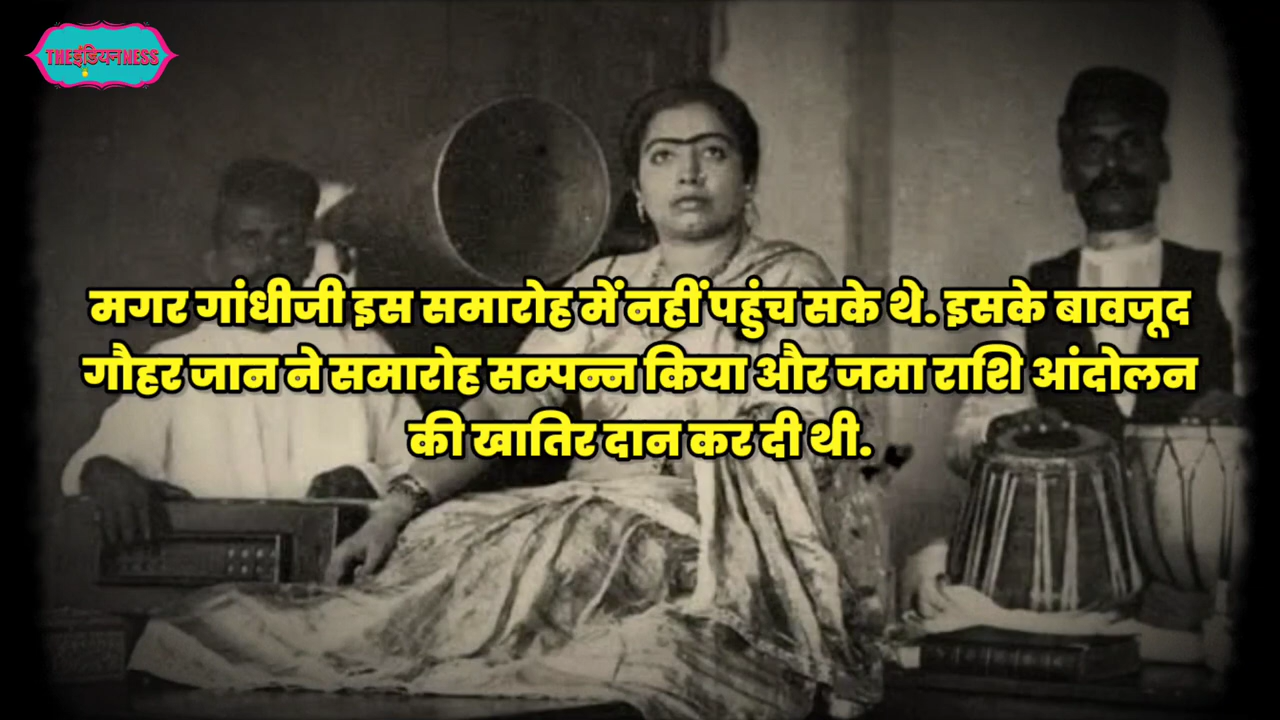 THEइंडियनNESS
मगर गांधीजी इस समारोह में नहीं पहुंच सके थे. इसके बावजूद
गौहर जान ने समारोह सम्पन्न किया और जमा राशि आंदोलन
की खातिर दान कर दी थी.